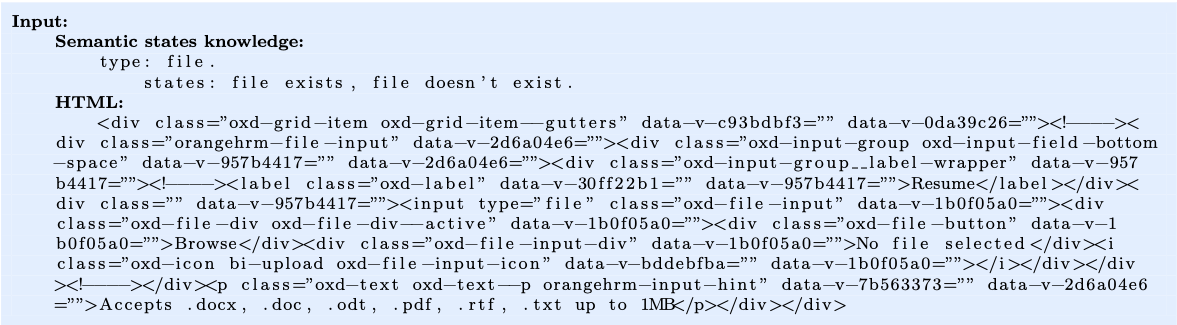 Input:
Semantic states knowledge:
type: file.
states: file exists, file doesn't exist.
HTML:
<div class="oxd-grid-item oxd-grid-item--gutters" data-v-c93bdbf3="" data-v-0da39c26=""><!----><
div class="orangehrm-file-input" data-v-2d6a04e6=""><div class="oxd-input-group oxd-input-field-bottom
-space" data-v-957b4417="" data-v-2d6a04e6=""><div class="oxd-input-group__label-wrapper" data-v-957
b4417=""><!----><label class="oxd-label" data-v-30ff22b1="" data-v-957b4417="">Resume</label></div><
div class="" data-v-957b4417=""><input type="file" class="oxd-file-input" data-v-1b0f05a0=""><div
class="oxd-file-div oxd-file-div--active" data-v-1b0f05a0=""><div class="oxd-file-button" data-v-1
b0f05a0="">Browse</div><div class="oxd-file-input-div" data-v-1b0f05a0="">No file selected</div><i
class="oxd-icon bi-upload oxd-file-input-icon" data-v-bddebfba="" data-v-1b0f05a0=""></i></div></div
><!----></div><p class="oxd-text oxd-text--p orangehrm-input-hint" data-v-7b563373="" data-v-2d6a04e6
="">Accepts .docx, .doc, .odt, .pdf, .rtf, .txt up to 1MB</p></div></div>